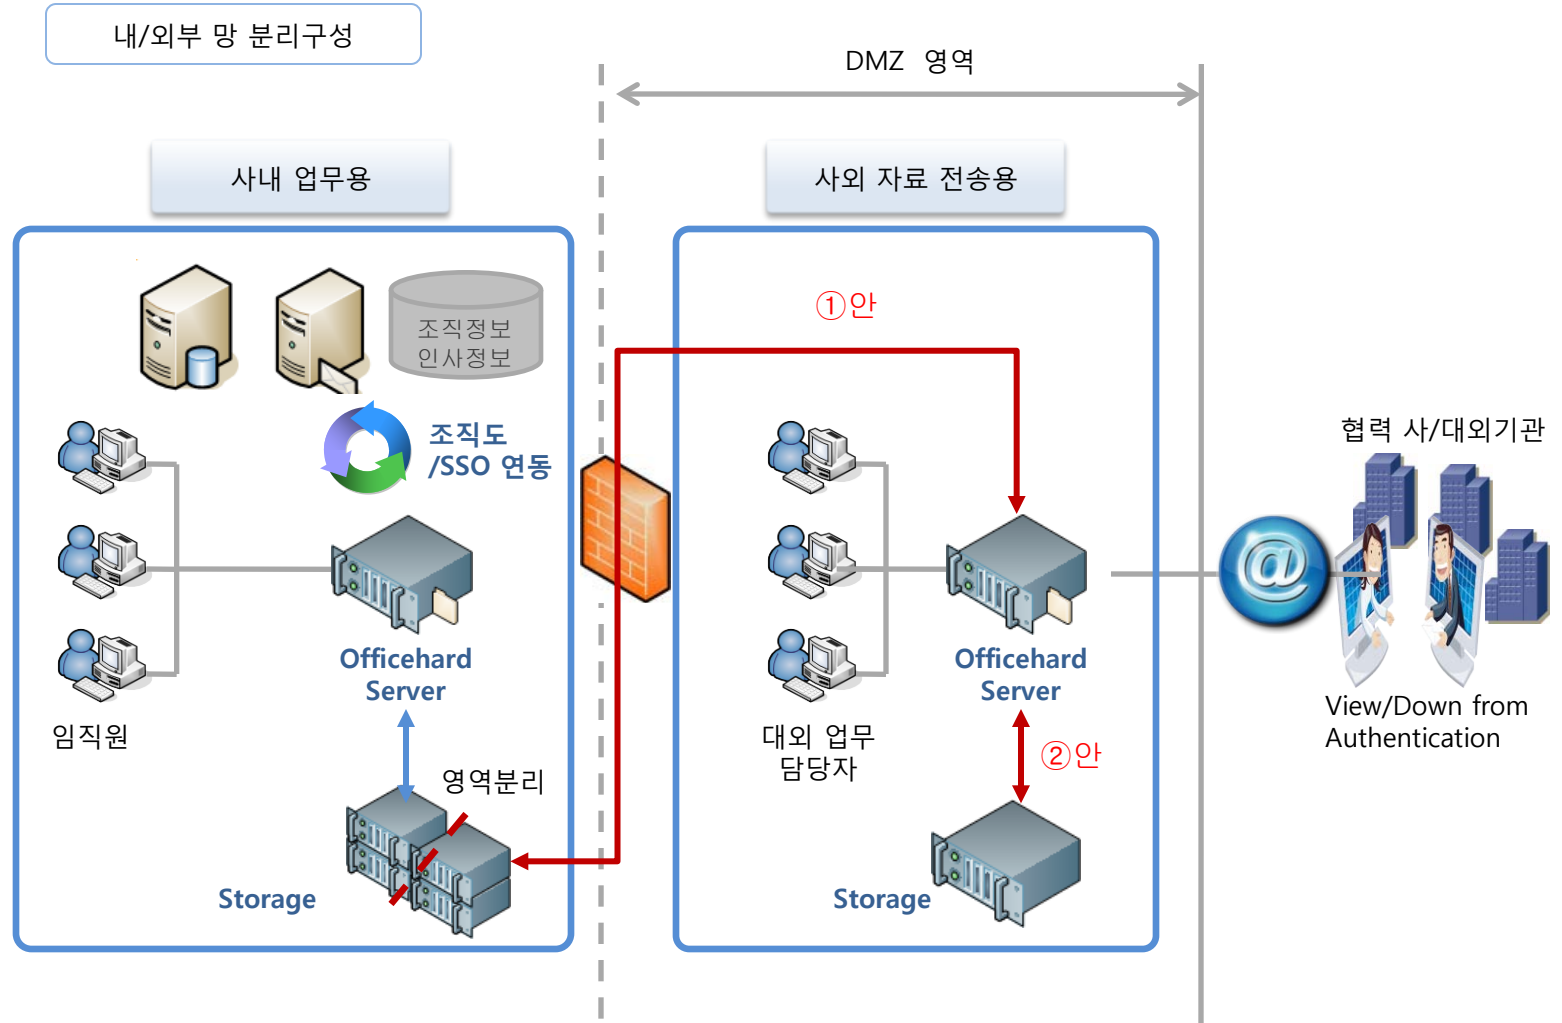 내/외부 망 분리구성
DMZ 영역
사내 업무용
사외 자료 전송용
①안
조직정보
인사정보
조직도
/SSO 연동
협력 사/대외기관
@
Officehard
Server
Officehard
Server
View/Down from
Authentication
임직원
대외 업무
담당자
②안
영역분리
Storage
Storage